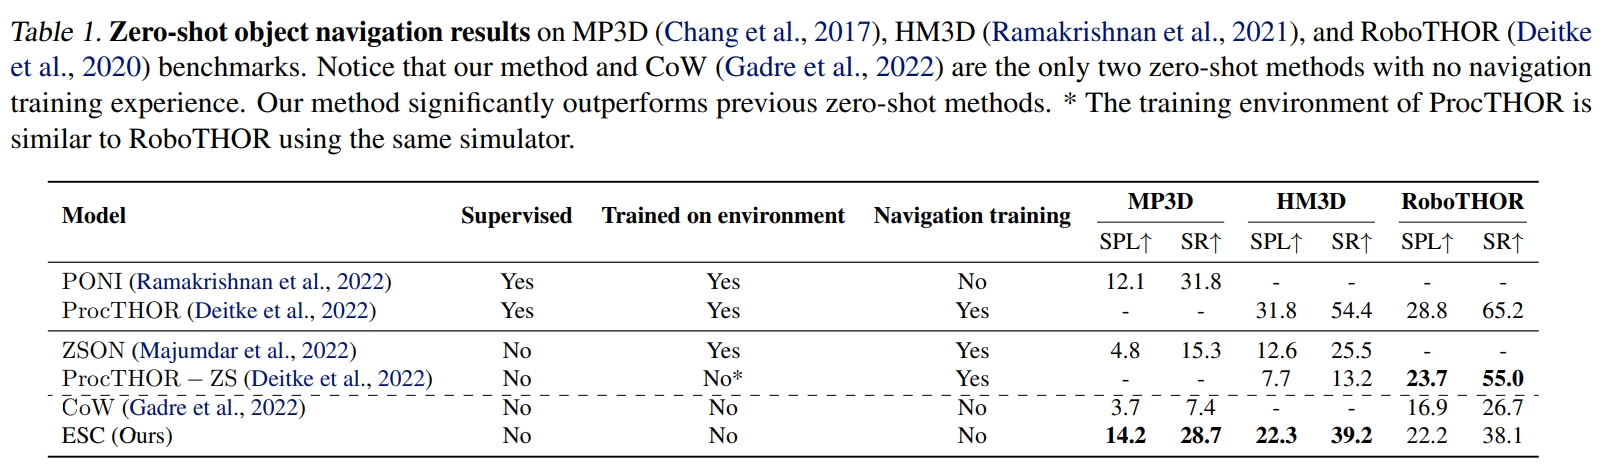 Table 1. Zero-shot object navigation results on MP3D (Chang et al., 2017), HM3D (Ramakrishnan et al., 2021), and RoboTHOR (Deitke
et al., 2020) benchmarks. Notice that our method and CoW (Gadre et al., 2022) are the only two zero-shot methods with no navigation
training experience. Our method significantly outperforms previous zero-shot methods. * The training environment of ProcTHOR is
similar to RoboTHOR using the same simulator.
Model Supervised Trained on environment Navigation training MP3D HM3D RoboTHOR
SPL↑ SR↑ SPL↑ SR↑ SPL↑ SR↑
PONI (Ramakrishnan et al., 2022) Yes Yes No 12.1 31.8 - - - -
ProcTHOR (Deitke et al., 2022) Yes Yes Yes - - 31.8 54.4 28.8 65.2
ZSON (Majumdar et al., 2022) No Yes Yes 4.8 15.3 12.6 25.5 - -
ProcTHOR − ZS (Deitke et al., 2022) No No* Yes - - 7.7 13.2 23.7 55.0
CoW (Gadre et al., 2022) No No No 3.7 7.4 - - 16.9 26.7
ESC (Ours) No No No 14.2 28.7 22.3 39.2 22.2 38.1